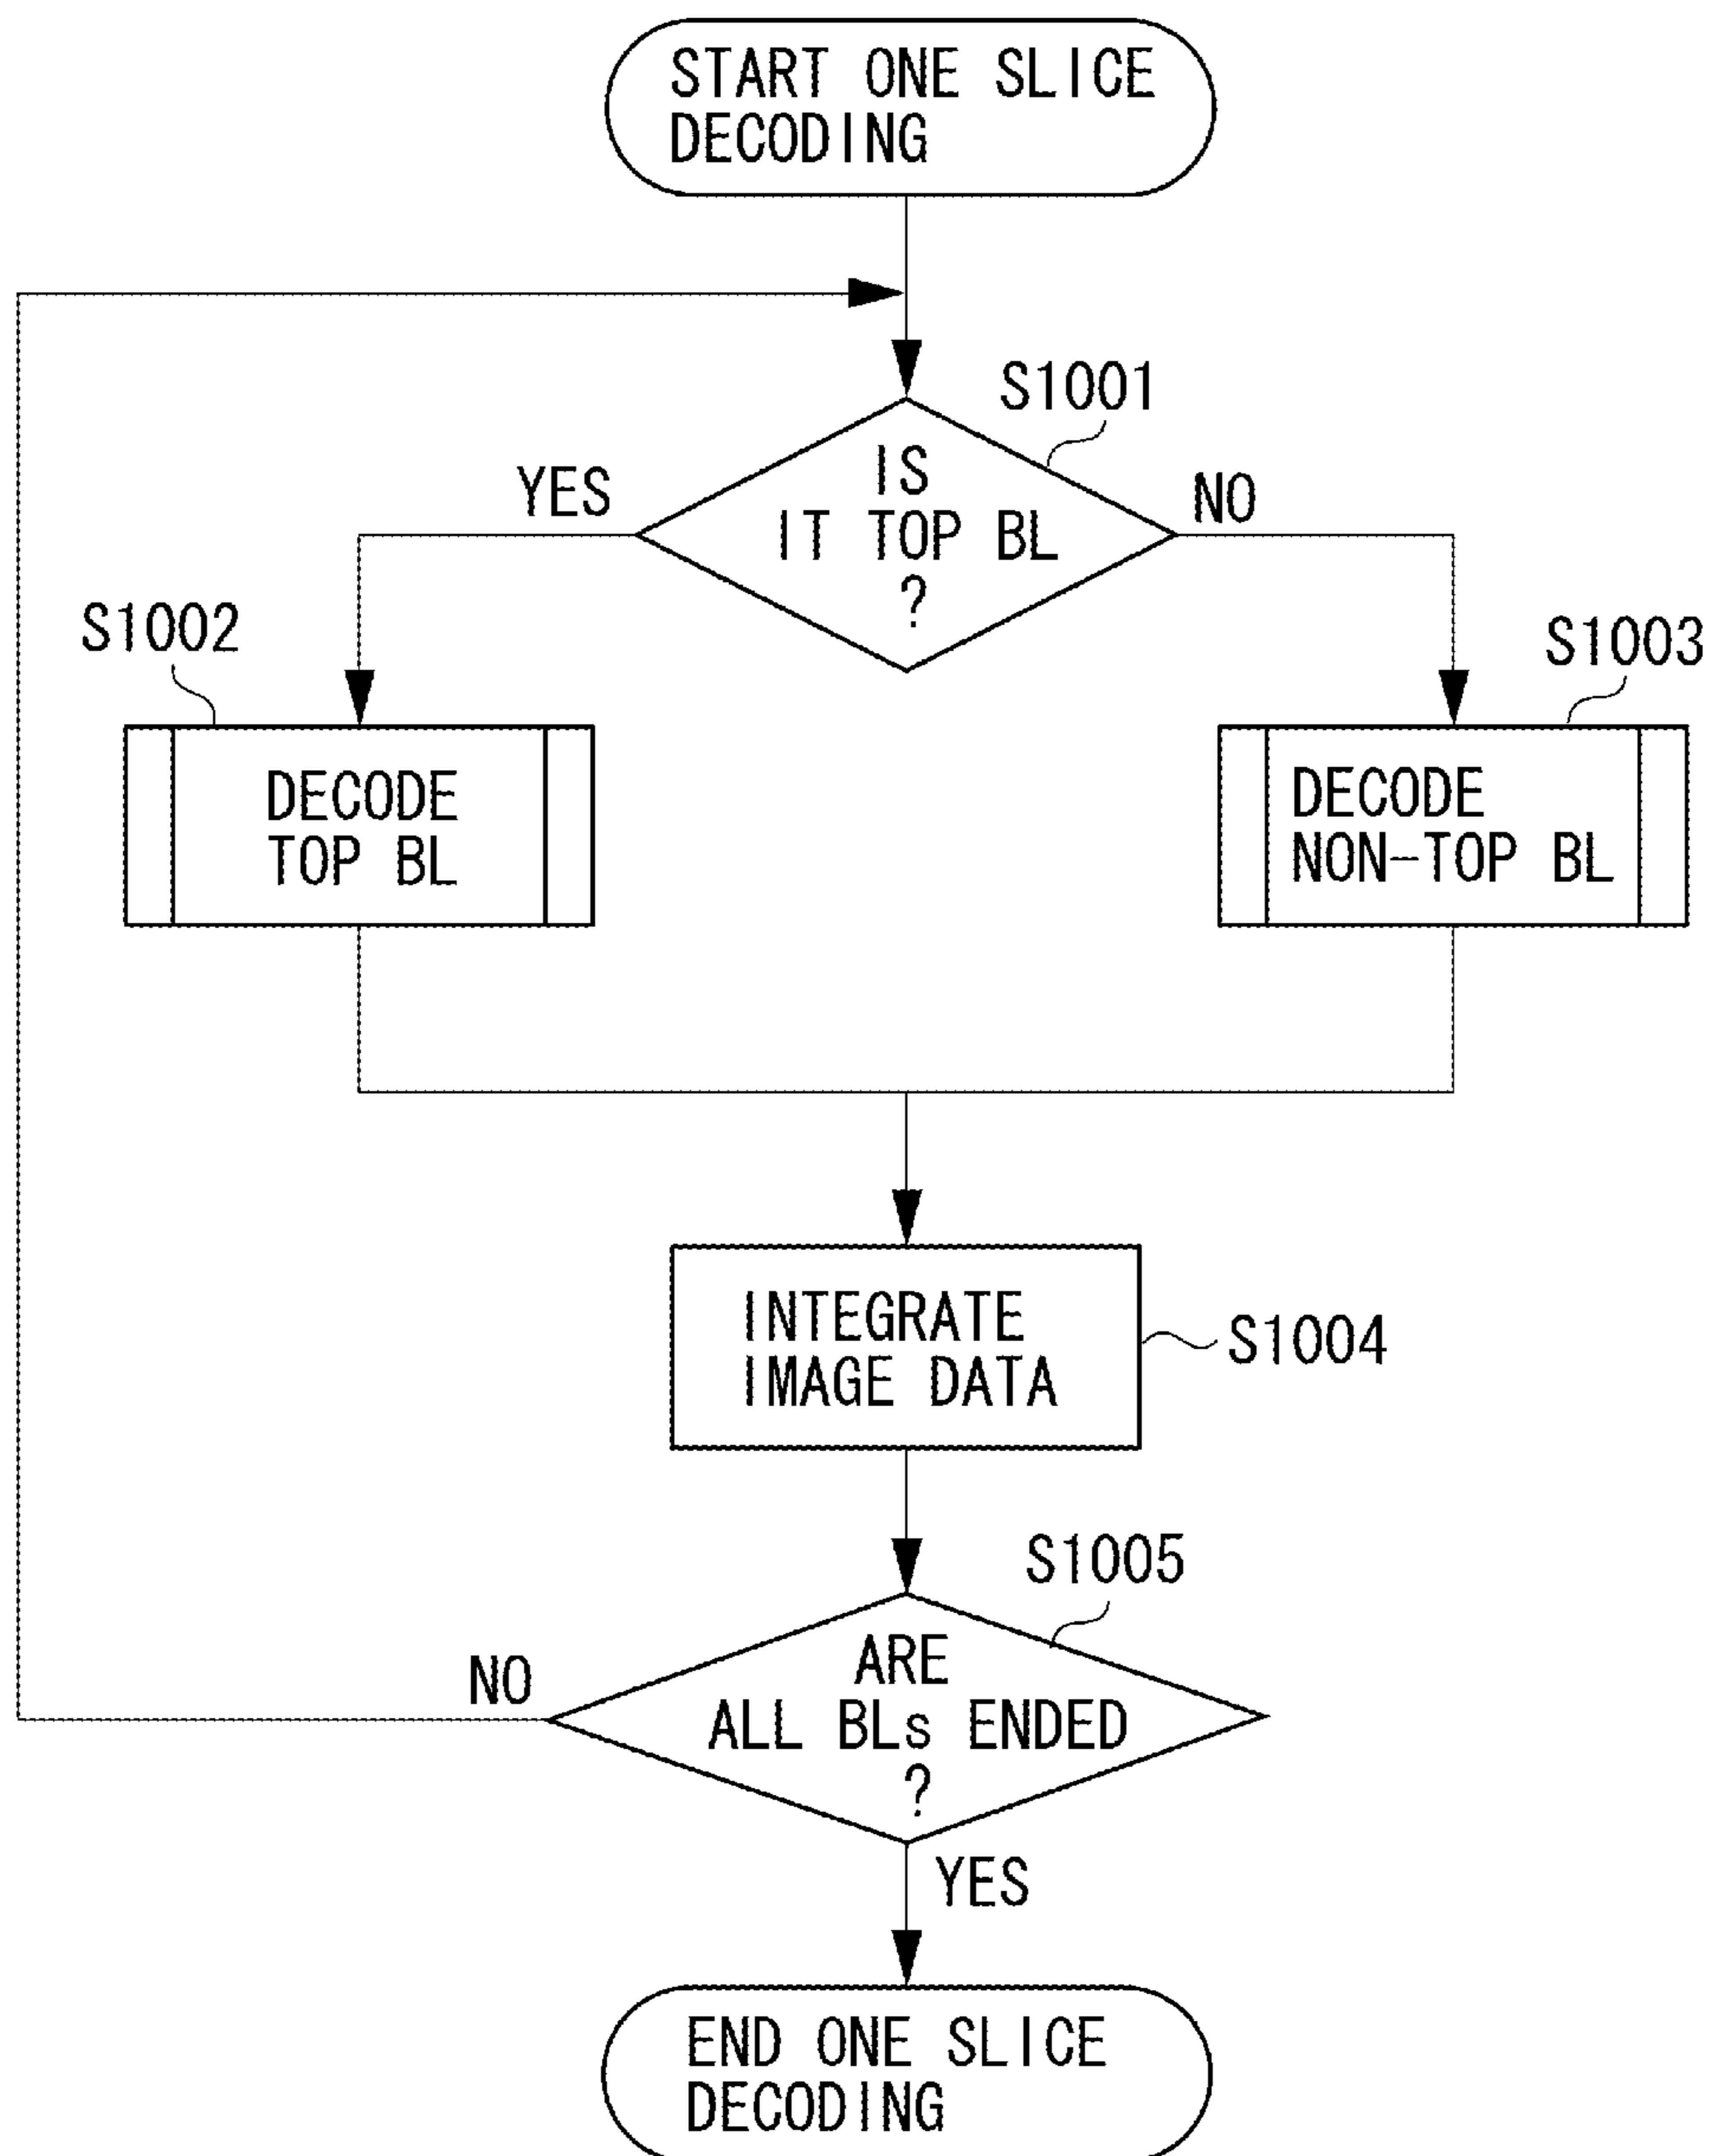 START ONE SLICE
DECODING
S1001
IS
IT TOP BL
?
YES
NO
S1002
S1003
DECODE
TOP BL
DECODE
NON-TOP BL
INTEGRATE
IMAGE DATA
S1004
S1005
ARE
ALL BLs ENDED
?
NO
YES
END ONE SLICE
DECODING